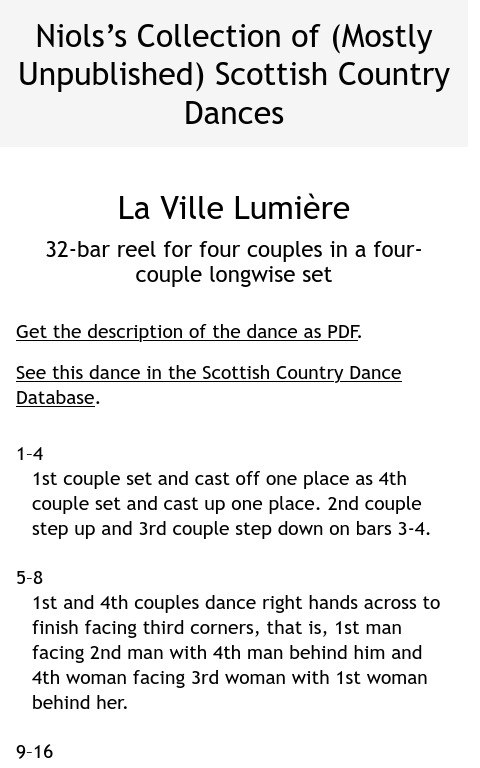 Niols’s Collection of (Mostly
Unpublished) Scottish Country
Dances
La Ville Lumière
32-bar reel for four couples in a four-
couple longwise set
Get the description of the dance as PDF.
See this dance in the Scottish Country Dance
Database.
1–4
1st couple set and cast off one place as 4th
couple set and cast up one place. 2nd couple
step up and 3rd couple step down on bars 3-4.
5–8
1st and 4th couples dance right hands across to
finish facing third corners, that is, 1st man
facing 2nd man with 4th man behind him and
4th woman facing 3rd woman with 1st woman
behind her.
9–16